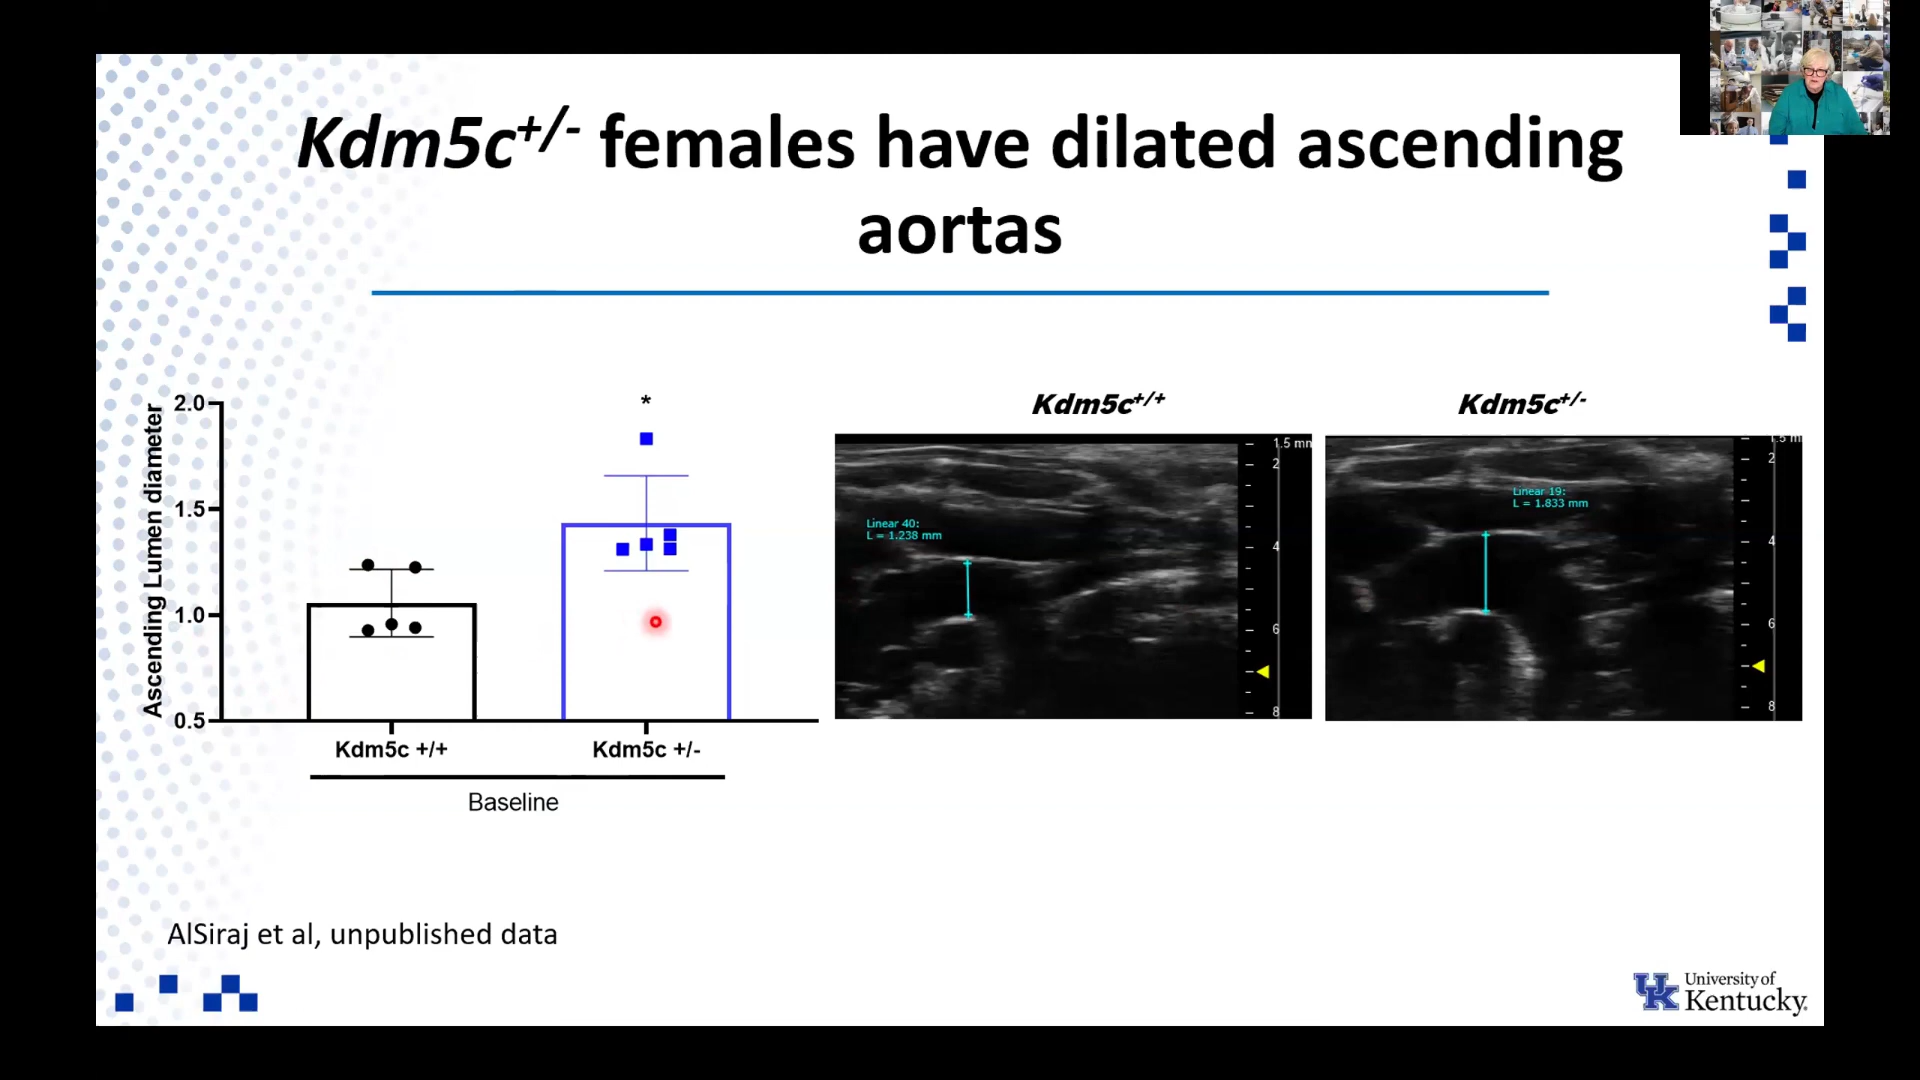 Kdm5c+/- females have dilated ascending
aortas
Ascending Lumen diameter
2.0
1.5
1.0
0.5
*
Kdm5c +/+
Kdm5c +/-
Baseline
Kdm5c+/+
Linear 40:
L = 1.238 mm
1.5 mm
2
4
6
8
Kdm5c+/-
Linear 19:
L = 1.833 mm
1.5 m
2
4
6
8
AlSiraj et al, unpublished data
UK
University of
Kentucky